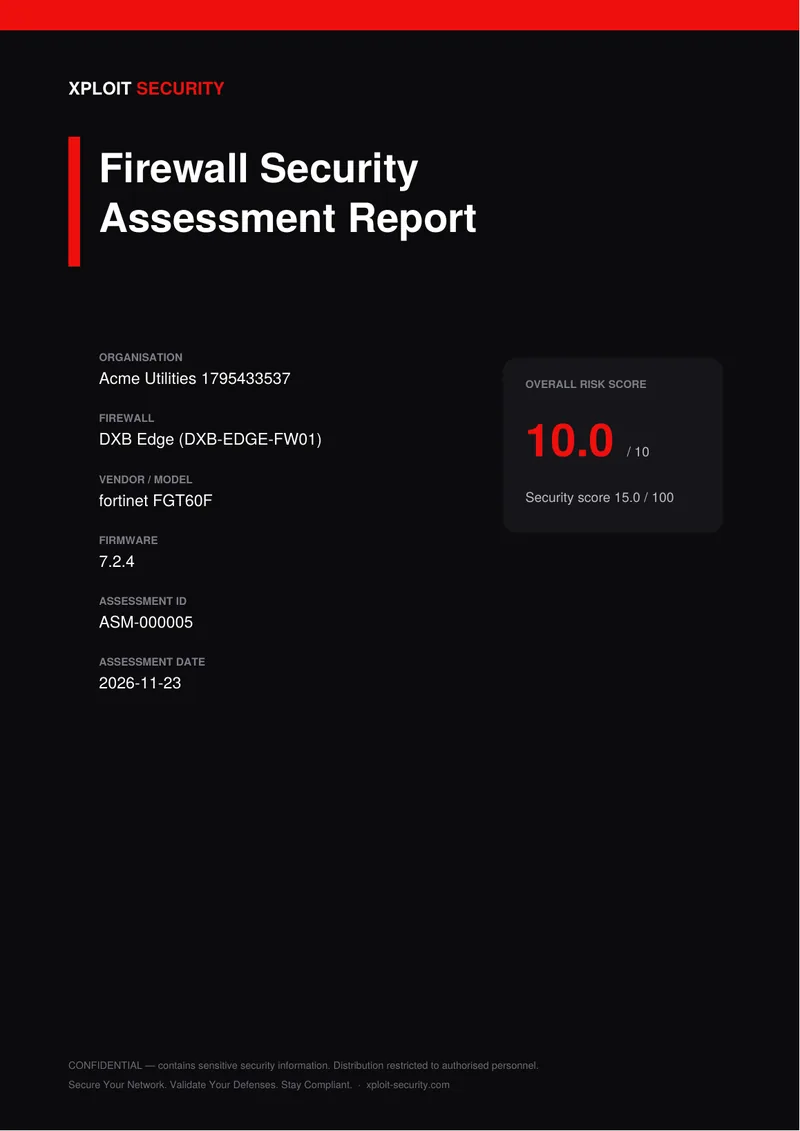 XPLOIT SECURITY
Firewall Security
Assessment Report
ORGANISATION
Acme Utilities 1795433537
FIREWALL
DXB Edge (DXB-EDGE-FW01)
VENDOR / MODEL
fortinet FGT60F
FIRMWARE
7.2.4
ASSESSMENT ID
ASM-000005
ASSESSMENT DATE
2026-11-23
OVERALL RISK SCORE
10.0 / 10
Security score 15.0 / 100
CONFIDENTIAL — contains sensitive security information. Distribution restricted to authorised personnel.
Secure Your Network. Validate Your Defenses. Stay Compliant. · xploit-security.com